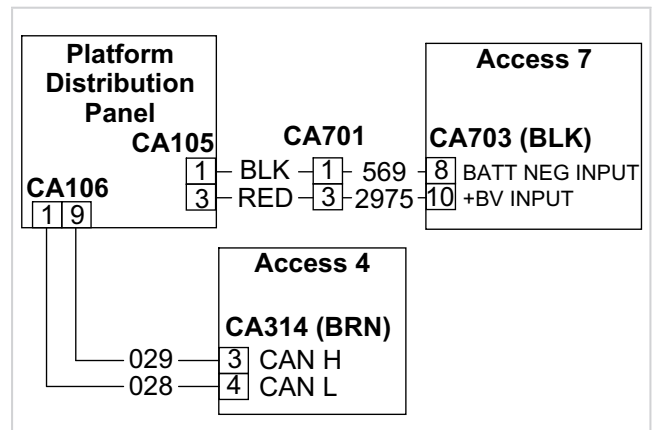 Platform
Distribution
Panel
CA105
CA106
1 9
1 BLK 1 569 8 BATT NEG INPUT
3 RED 3 2975 10 +BV INPUT
CA701
Access 7
CA703 (BLK)
Access 4
CA314 (BRN)
029 3 CAN H
028 4 CAN L